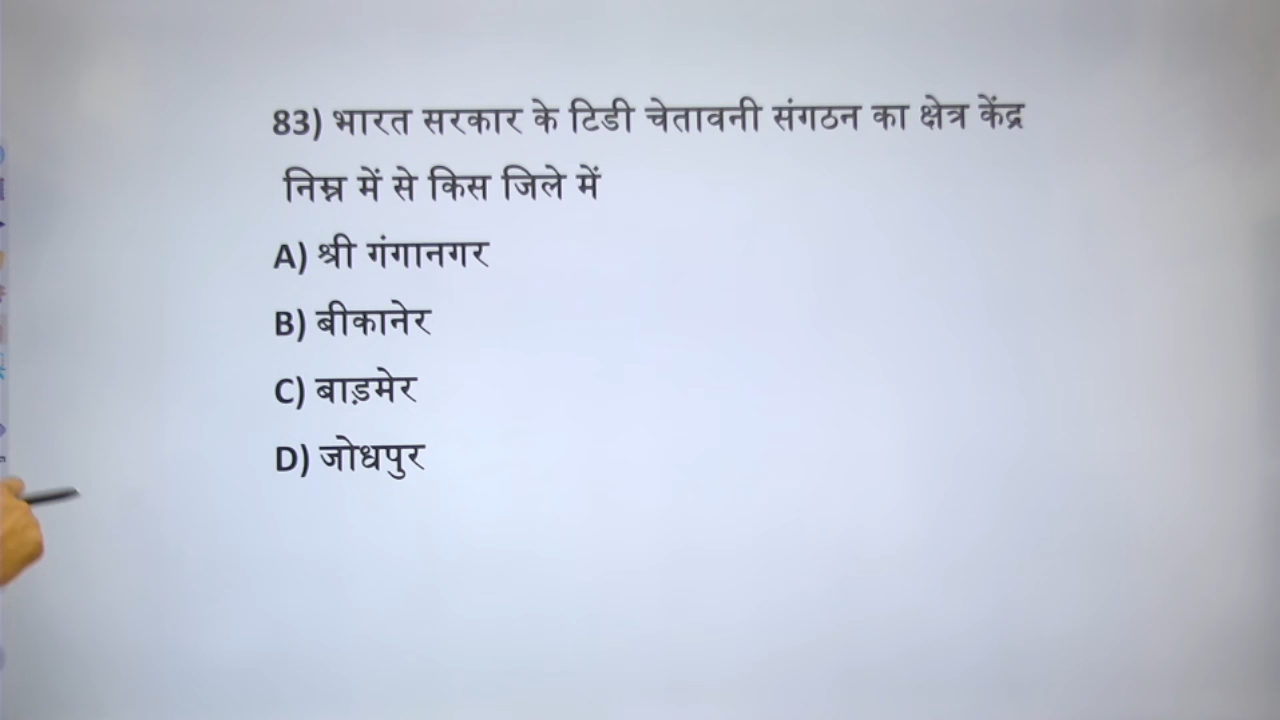 83) भारत सरकार के टिडी चेतावनी संगठन का क्षेत्र केंद्र
निम्न में से किस जिले में
A) श्री गंगानगर
B) बीकानेर
C) बाड़मेर
D) जोधपुर